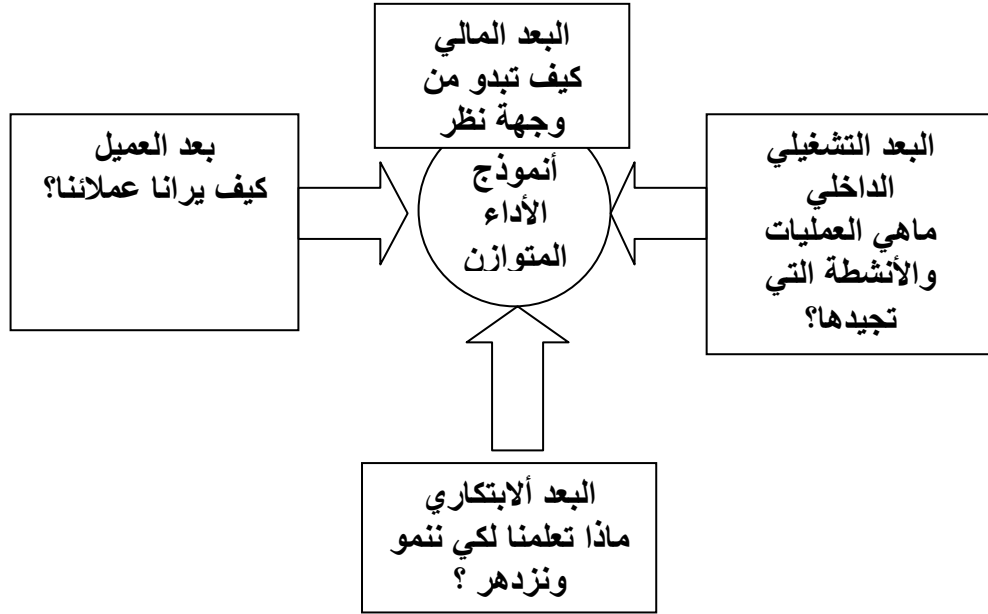 البعد المالي
كيف تبدو من
وجهة نظر
بعد العميل
كيف يرانا عملائنا؟
أنموذج
الأداء
المتوازن
البعد التشغيلي
الداخلي
ماهي العمليات
والأنشطة التي
تجيدها؟
البعد ألابتكاري
ماذا تعلمنا لكي ننمو
ونزدهر ؟